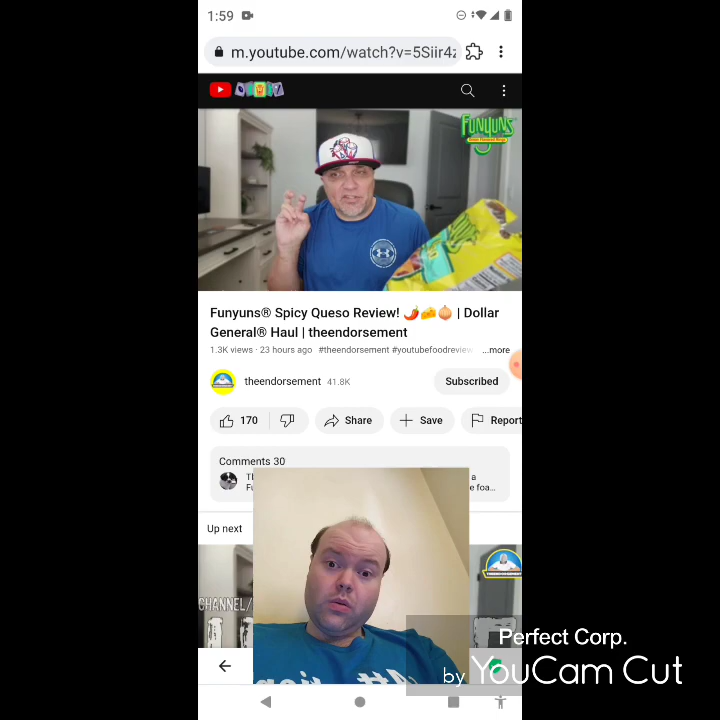 1:59
m.youtube.com/watch?v=5Siir4z
FUNYUNS
Funyuns® Spicy Queso Review! 🌶️🧀🧅 | Dollar
General® Haul | theendorsement
1.3K views · 23 hours ago #theendorsement #youtubefoodreview ...more
theendorsement 41.8K
Subscribed
170
Share
Save
Report
Comments 30
a
e foa...
Up next
CHANNEL/
Perfect Corp.
by YouCam Cut